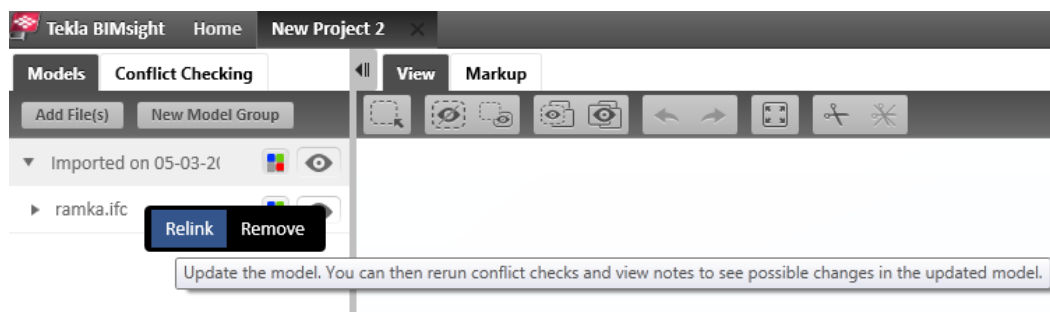 Tekla BIMsight Home New Project 2
Models Conflict Checking View Markup
Add File(s) New Model Group
Imported on 05-03-20
ramka.ifc
Relink Remove
Update the model. You can then rerun conflict checks and view notes to see possible changes in the updated model.